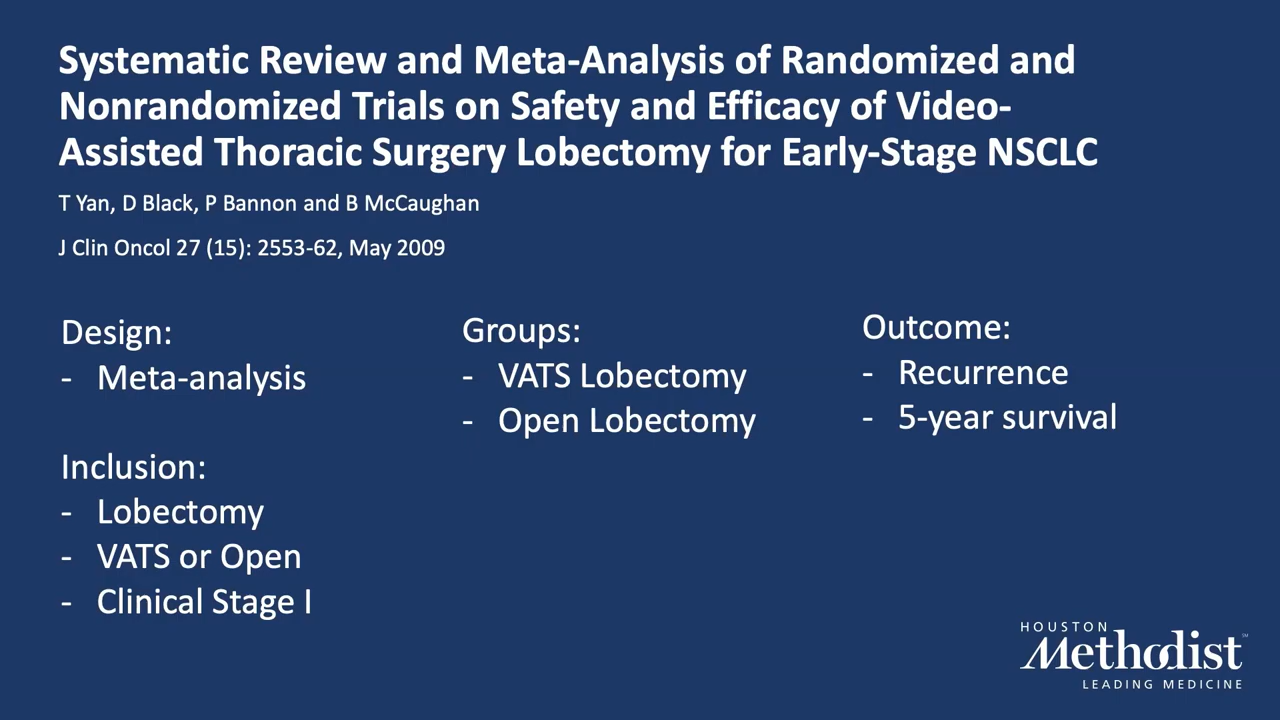 Systematic Review and Meta-Analysis of Randomized and
Nonrandomized Trials on Safety and Efficacy of Video-
Assisted Thoracic Surgery Lobectomy for Early-Stage NSCLC
T Yan, D Black, P Bannon and B McCaughan
J Clin Oncol 27 (15): 2553-62, May 2009
Design:
- Meta-analysis
Inclusion:
- Lobectomy
- VATS or Open
- Clinical Stage I
Groups:
- VATS Lobectomy
- Open Lobectomy
Outcome:
- Recurrence
- 5-year survival
HOUSTON
Methodist™
LEADING MEDICINE